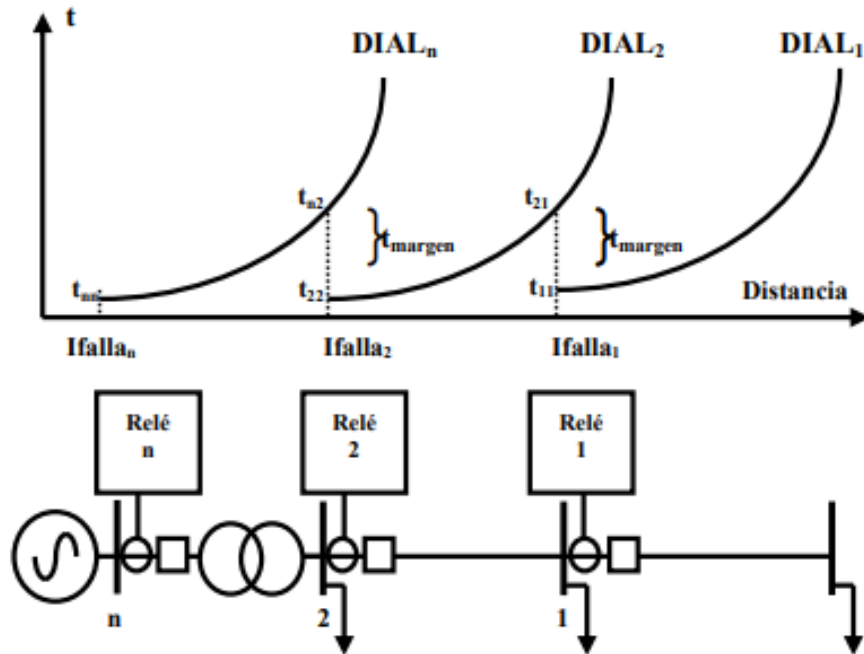 t
DIALₙ
DIAL₂
DIAL₁
tₙ₂
t₂₁
tmargen
tmargen
tₙₙ
t₂₂
t₁₁
Distancia
Ifallaₙ
Ifalla₂
Ifalla₁
Relé
n
Relé
2
Relé
1
n
2
1